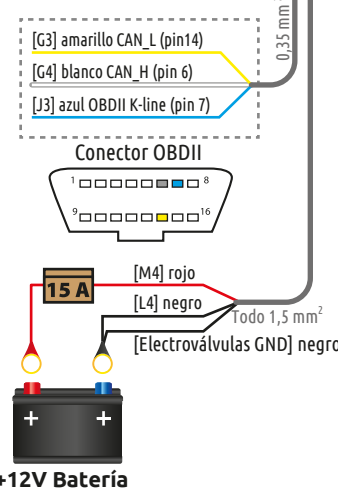 0,35 mm
[G3] amarillo CAN_L (pin14)
[G4] blanco CAN_H (pin 6)
[J3] azul OBDII K-line (pin 7)
Conector OBDII
1 8
9 16
[M4] rojo
15 A
[L4] negro
Todo 1,5 mm²
[Electroválvulas GND] negro
+ +
+12V Batería